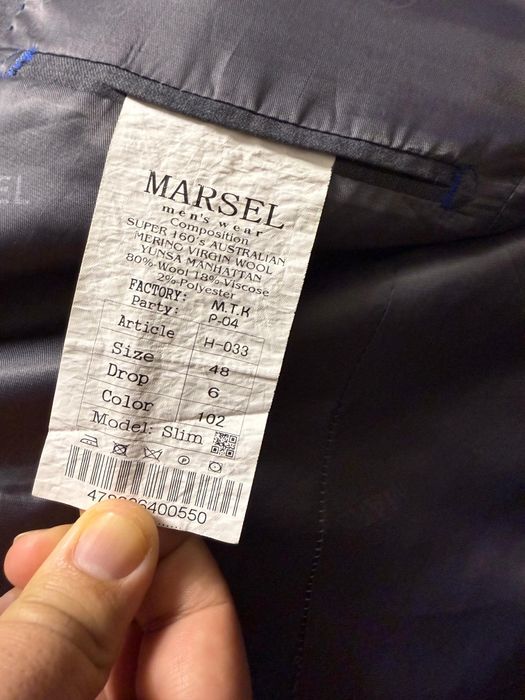 MARSEL
men's wear
Composition
SUPER 160's AUSTRALIAN
MERINO VIRGIN WOOL
YUNSA MANHATTAN
80%-Wool 18%-Viscose
2%-Polyester
FACTORY: M.T.K
Party: P-04
Article H-033
Size 48
Drop 6
Color 102
Model: Slim
SEL